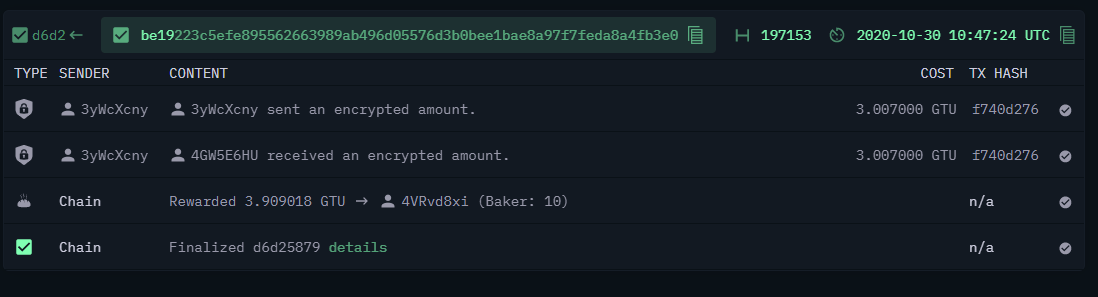 d6d2 ← be19223c5efe895562663989ab496d05576d3b0bee1bae8a97f7feda8a4fb3e0 197153 2020-10-30 10:47:24 UTC
TYPE SENDER CONTENT COST TX HASH
3yWcXcny 3yWcXcny sent an encrypted amount. 3.007000 GTU f740d276
3yWcXcny 4GW5E6HU received an encrypted amount. 3.007000 GTU f740d276
Chain Rewarded 3.909018 GTU → 4VRvd8xi (Baker: 10) n/a
Chain Finalized d6d25879 details n/a